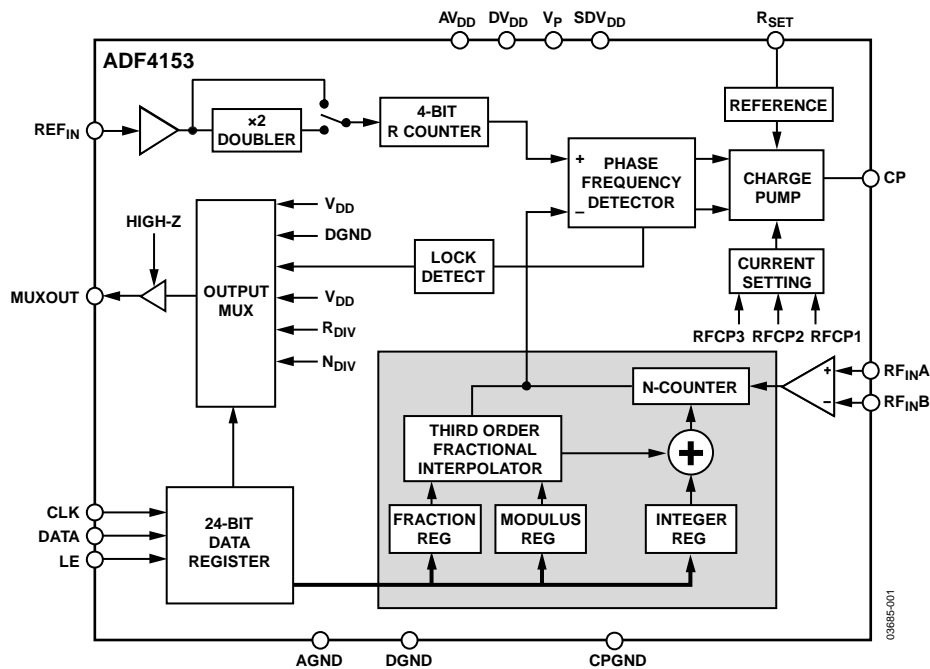 AVDD DVDD VP SDVDD RSET
ADF4153
REFIN
×2
DOUBLER
4-BIT
R COUNTER
+
−
PHASE
FREQUENCY
DETECTOR
REFERENCE
CHARGE
PUMP
CP
HIGH-Z
MUXOUT
OUTPUT
MUX
VDD
DGND
LOCK
DETECT
VDD
RDIV
NDIV
CURRENT
SETTING
RFCP3 RFCP2 RFCP1
N-COUNTER
+
−
RFINA
RFINB
THIRD ORDER
FRACTIONAL
INTERPOLATOR
+
CLK
DATA
LE
24-BIT
DATA
REGISTER
FRACTION
REG
MODULUS
REG
INTEGER
REG
AGND DGND CPGND
03685-001